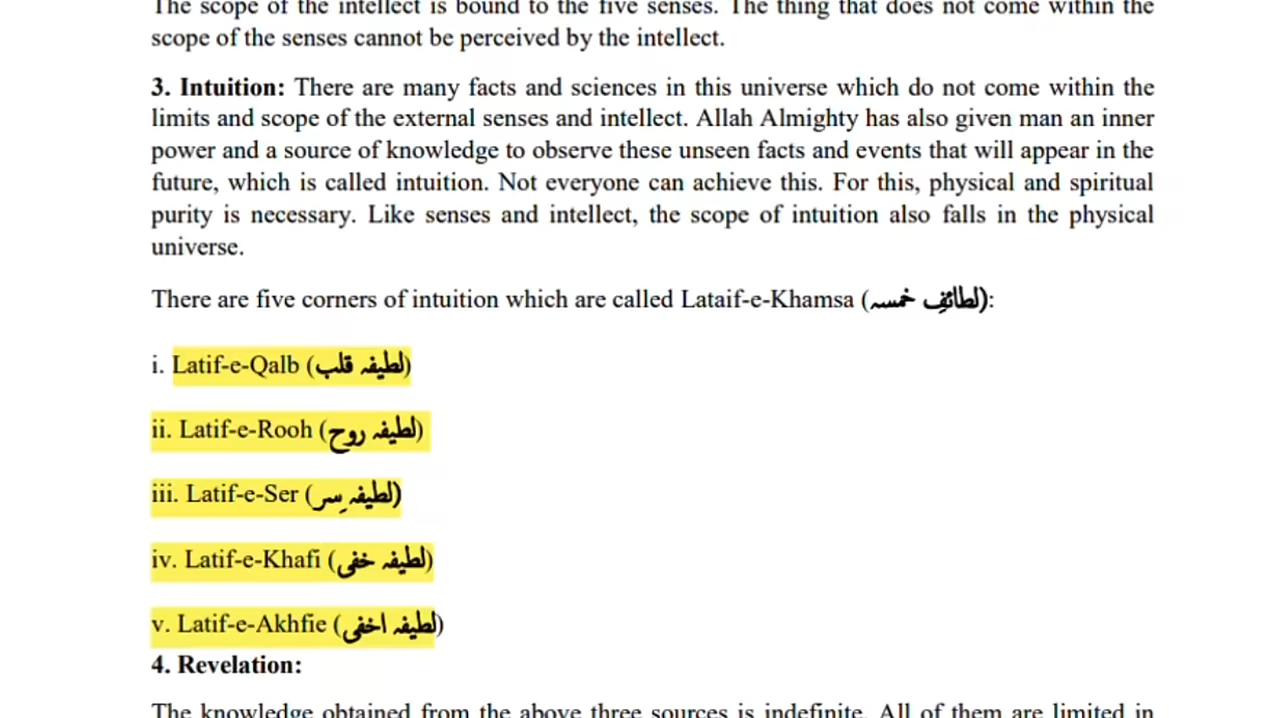 The scope of the intellect is bound to the five senses. The thing that does not come within the
scope of the senses cannot be perceived by the intellect.
3. Intuition: There are many facts and sciences in this universe which do not come within the
limits and scope of the external senses and intellect. Allah Almighty has also given man an inner
power and a source of knowledge to observe these unseen facts and events that will appear in the
future, which is called intuition. Not everyone can achieve this. For this, physical and spiritual
purity is necessary. Like senses and intellect, the scope of intuition also falls in the physical
universe.
There are five corners of intuition which are called Lataif-e-Khamsa (لطائفِ خمسہ):
i. Latif-e-Qalb (لطیفہ قلب)
ii. Latif-e-Rooh (لطیفہ روح)
iii. Latif-e-Ser (لطیفہ سِر)
iv. Latif-e-Khafi (لطیفہ خفی)
v. Latif-e-Akhfie (لطیفہ اخفی)
4. Revelation:
The knowledge obtained from the above three sources is indefinite. All of them are limited in